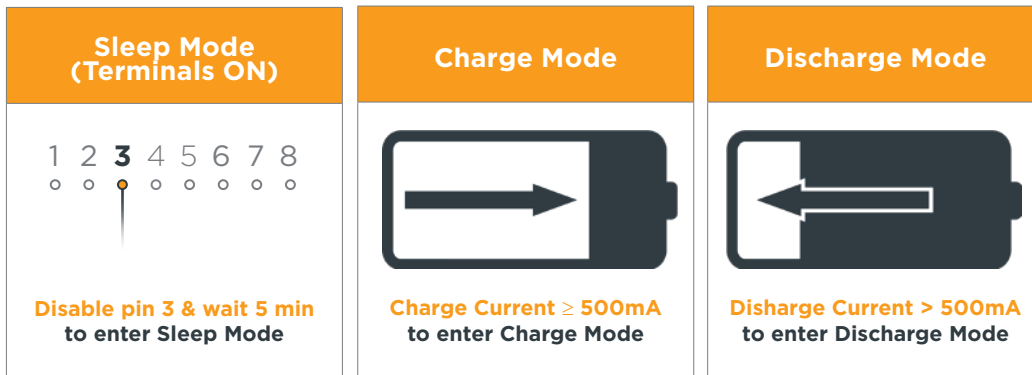 Sleep Mode
(Terminals ON)
1 2 3 4 5 6 7 8
Disable pin 3 & wait 5 min
to enter Sleep Mode
Charge Mode
Charge Current ≥ 500mA
to enter Charge Mode
Discharge Mode
Disharge Current > 500mA
to enter Discharge Mode